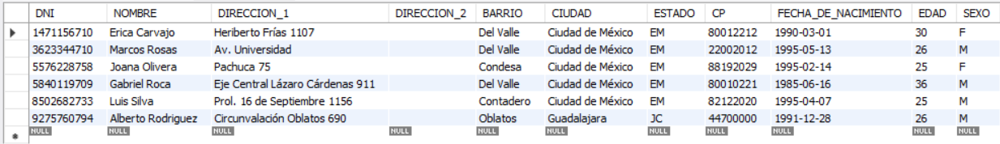 DNI NOMBRE DIRECCION_1 DIRECCION_2 BARRIO CIUDAD ESTADO CP FECHA_DE_NACIMIENTO EDAD SEXO
1471156710 Erica Carvajo Heriberto Frías 1107 Del Valle Ciudad de México EM 80012212 1990-03-01 30 F
3623344710 Marcos Rosas Av. Universidad Del Valle Ciudad de México EM 22002012 1995-05-13 26 M
5576228758 Joana Olivera Pachuca 75 Condesa Ciudad de México EM 88192029 1995-02-14 25 F
5840119709 Gabriel Roca Eje Central Lázaro Cárdenas 911 Del Valle Ciudad de México EM 80010221 1985-06-16 36 M
8502682733 Luis Silva Prol. 16 de Septiembre 1156 Contadero Ciudad de México EM 82122020 1995-04-07 25 M
9275760794 Alberto Rodriguez Circunvalación Oblatos 690 Oblatos Guadalajara JC 44700000 1991-12-28 26 M
NULL NULL NULL NULL NULL NULL NULL NULL NULL NULL NULL